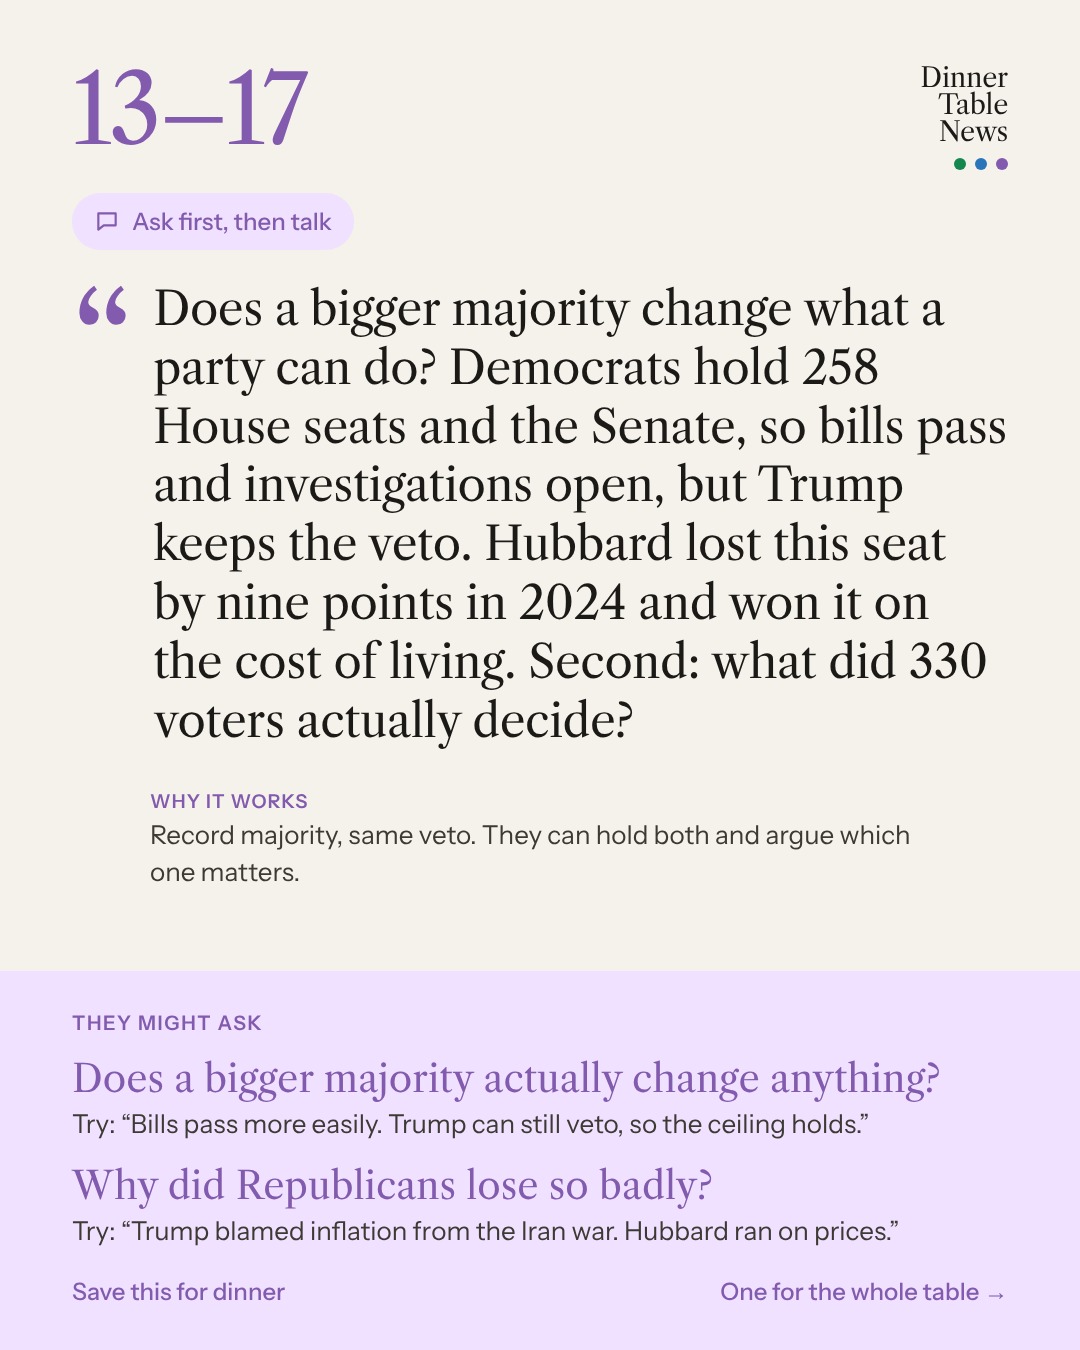 13–17
Dinner
Table
News
Ask first, then talk
“ Does a bigger majority change what a
party can do? Democrats hold 258
House seats and the Senate, so bills pass
and investigations open, but Trump
keeps the veto. Hubbard lost this seat
by nine points in 2024 and won it on
the cost of living. Second: what did 330
voters actually decide?
WHY IT WORKS
Record majority, same veto. They can hold both and argue which
one matters.
THEY MIGHT ASK
Does a bigger majority actually change anything?
Try: “Bills pass more easily. Trump can still veto, so the ceiling holds.”
Why did Republicans lose so badly?
Try: “Trump blamed inflation from the Iran war. Hubbard ran on prices.”
Save this for dinner
One for the whole table →